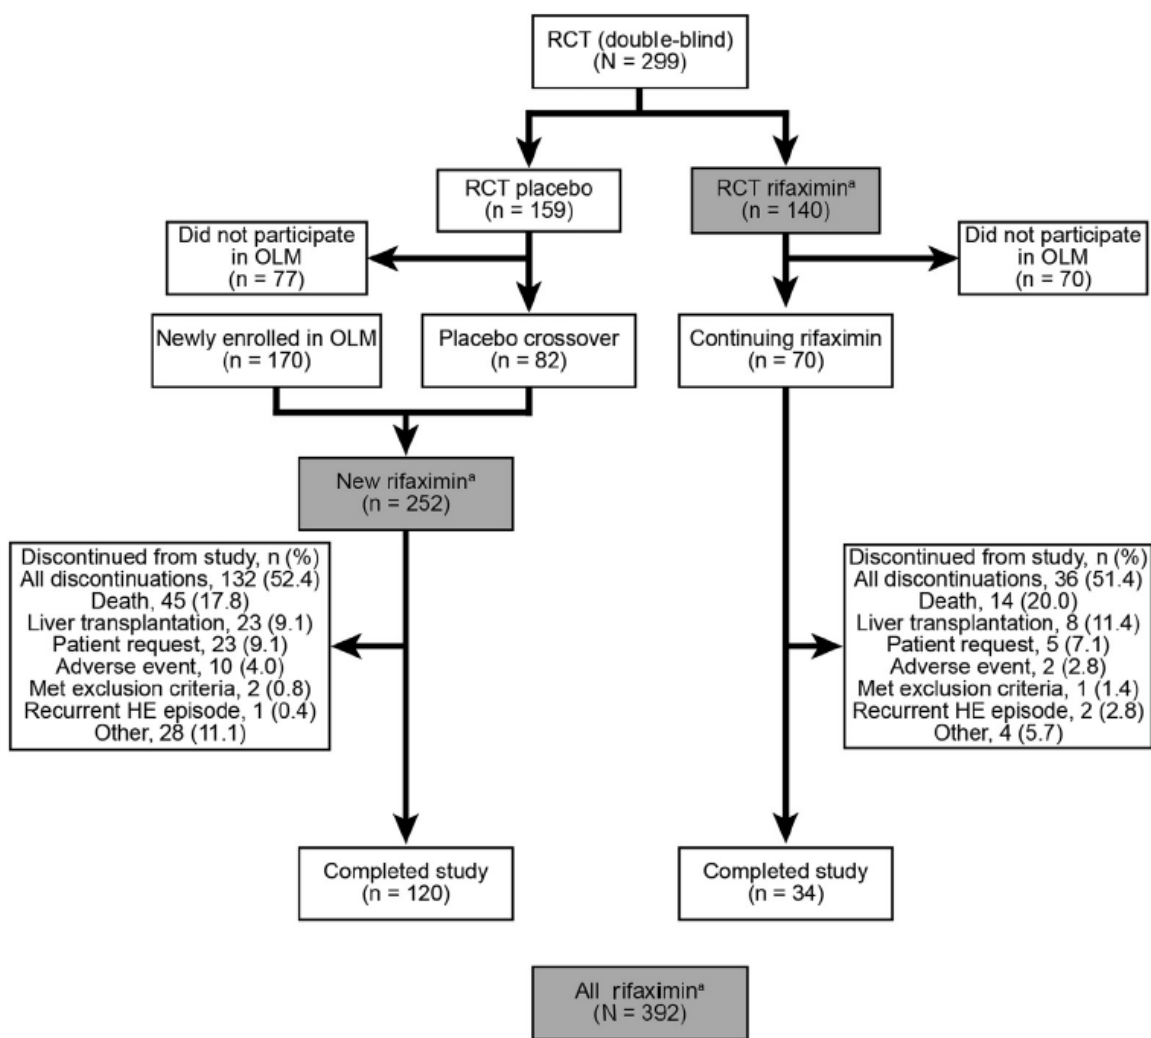 RCT (double-blind)
(N = 299)
RCT placebo
(n = 159)
RCT rifaximinᵃ
(n = 140)
Did not participate
in OLM
(n = 77)
Did not participate
in OLM
(n = 70)
Newly enrolled in OLM
(n = 170)
Placebo crossover
(n = 82)
Continuing rifaximin
(n = 70)
New rifaximinᵃ
(n = 252)
Discontinued from study, n (%)
All discontinuations, 132 (52.4)
Death, 45 (17.8)
Liver transplantation, 23 (9.1)
Patient request, 23 (9.1)
Adverse event, 10 (4.0)
Met exclusion criteria, 2 (0.8)
Recurrent HE episode, 1 (0.4)
Other, 28 (11.1)
Discontinued from study, n (%)
All discontinuations, 36 (51.4)
Death, 14 (20.0)
Liver transplantation, 8 (11.4)
Patient request, 5 (7.1)
Adverse event, 2 (2.8)
Met exclusion criteria, 1 (1.4)
Recurrent HE episode, 2 (2.8)
Other, 4 (5.7)
Completed study
(n = 120)
Completed study
(n = 34)
All rifaximinᵃ
(N = 392)